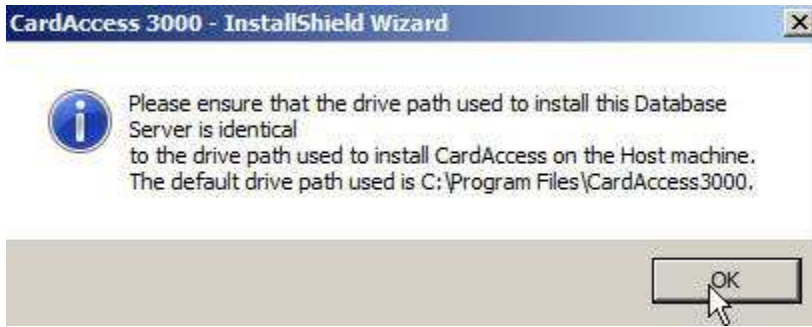 CardAccess 3000 - InstallShield Wizard
Please ensure that the drive path used to install this Database
Server is identical
to the drive path used to install CardAccess on the Host machine.
The default drive path used is C:\Program Files\CardAccess3000.
OK